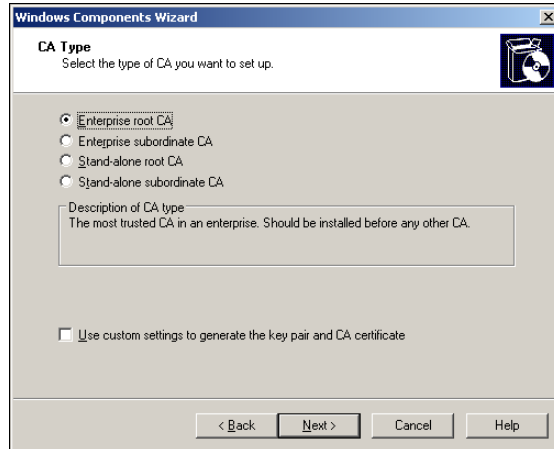 Windows Components Wizard
CA Type
Select the type of CA you want to set up.
Enterprise root CA
Enterprise subordinate CA
Stand-alone root CA
Stand-alone subordinate CA
Description of CA type
The most trusted CA in an enterprise. Should be installed before any other CA.
Use custom settings to generate the key pair and CA certificate
< Back Next > Cancel Help